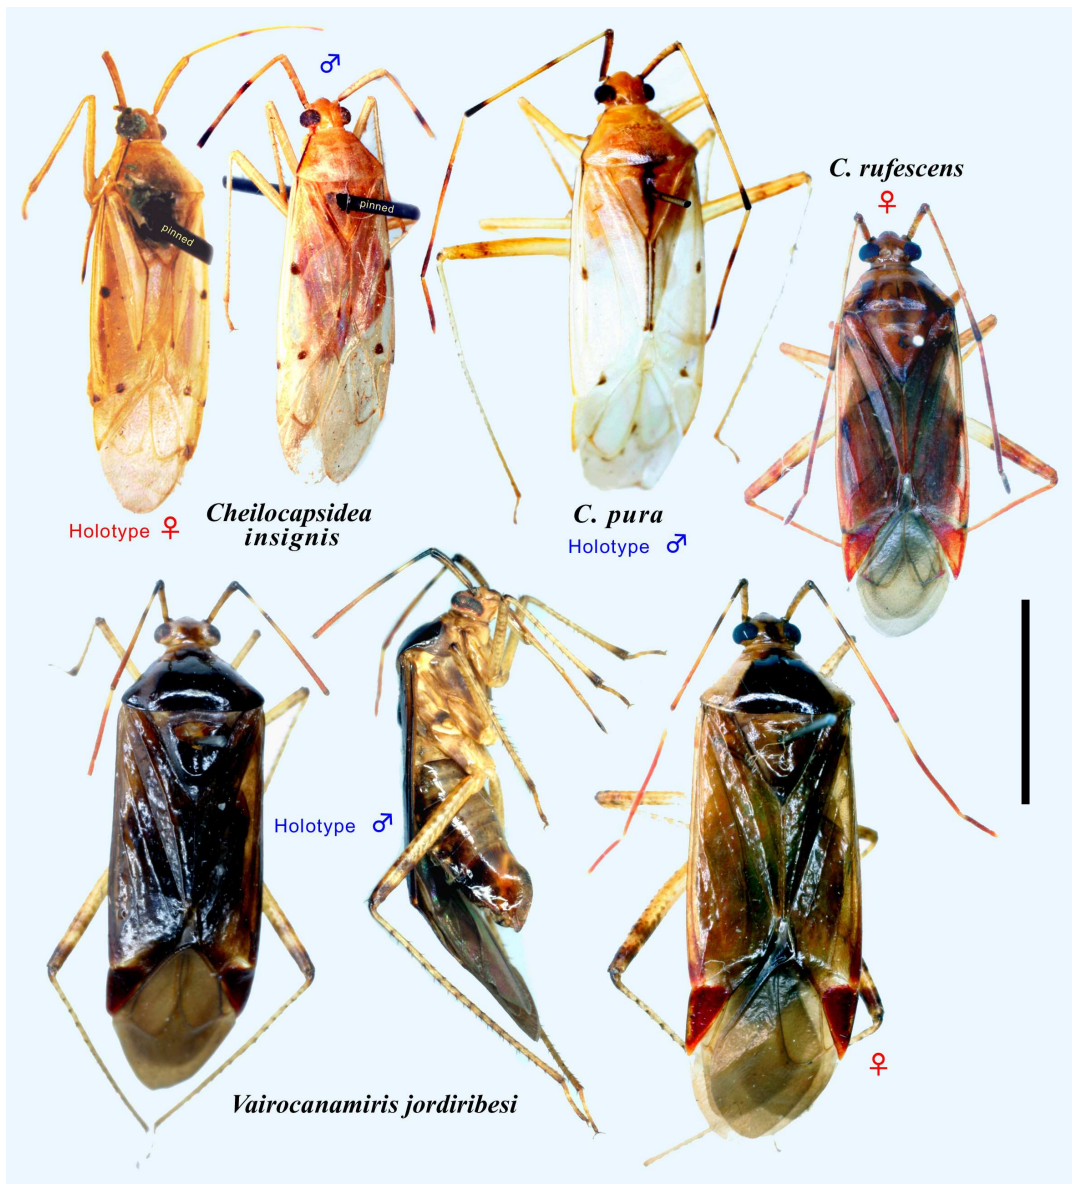 ♂
pinned
pinned
C. rufescens
♀
Holotype ♀
Cheilocapsidea
insignis
C. pura
Holotype ♂
Holotype ♂
Vairocanamiris jordiribesi
♀